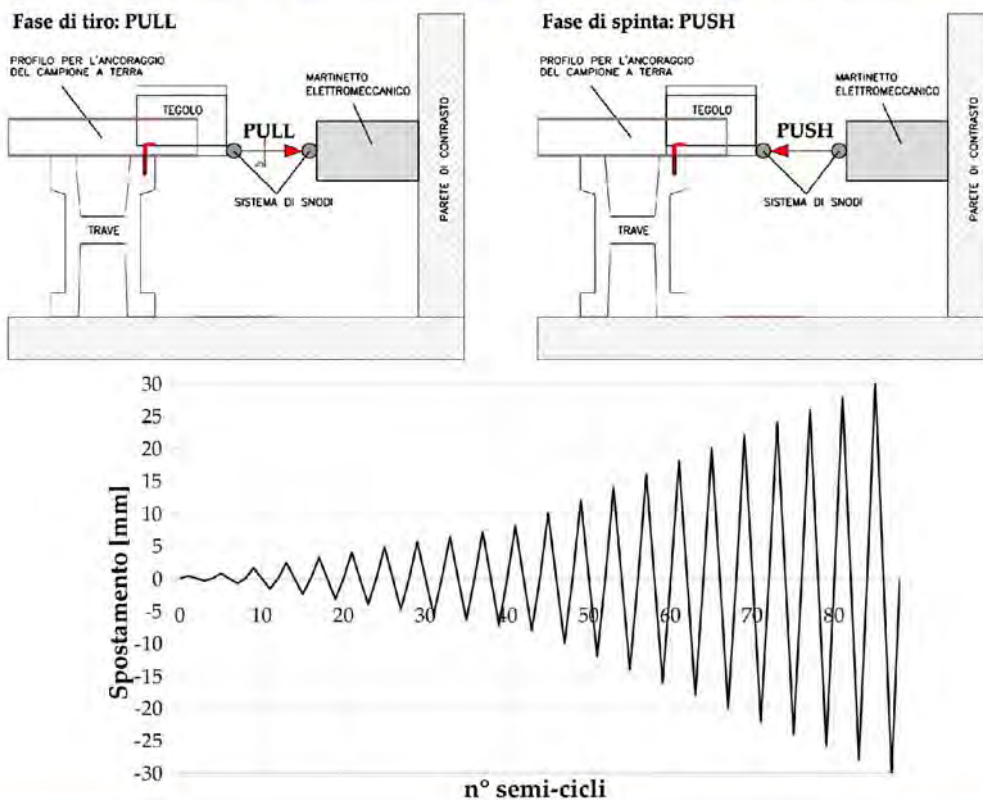 Fase di tiro: PULL
PROFILO PER L'ANCORAGGIO
DEL CAMPIONE A TERRA
TEGOLO
PULL
MARTINETTO
ELETTROMECCANICO
SISTEMA DI SNODI
TRAVE
PARETE DI CONTRASTO
Fase di spinta: PUSH
PROFILO PER L'ANCORAGGIO
DEL CAMPIONE A TERRA
TEGOLO
PUSH
MARTINETTO
ELETTROMECCANICO
SISTEMA DI SNODI
TRAVE
PARETE DI CONTRASTO
Spostamento [mm]
30
25
20
15
10
5
0
-5
-10
-15
-20
-25
-30
0 10 20 30 40 50 60 70 80
n° semi-cicli